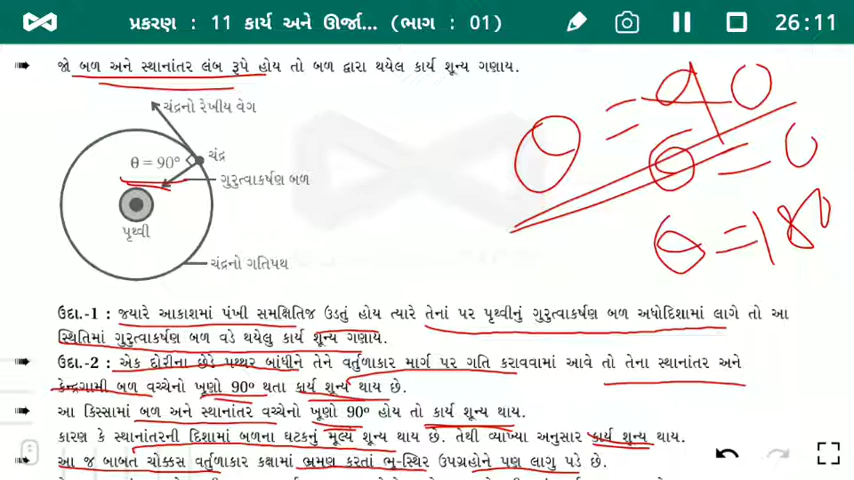 પ્રકરણ : 11 કાર્ય અને ઊર્જા... (ભાગ : 01)
26:11
જો બળ અને સ્થાનાંતર લંબ રૂપે હોય તો બળ દ્વારા થયેલ કાર્ય શૂન્ય ગણાય.
ચંદ્રનો રેખીય વેગ
ચંદ્ર
θ = 90°
ગુરુત્વાકર્ષણ બળ
પૃથ્વી
ચંદ્રનો ગતિપથ
θ = 90
θ = 0
θ = 180
ઉદા.-1 : જ્યારે આકાશમાં પંખી સમક્ષિતિજ ઉડતું હોય ત્યારે તેનાં પર પૃથ્વીનું ગુરુત્વાકર્ષણ બળ અધોદિશામાં લાગે તો આ
સ્થિતિમાં ગુરુત્વાકર્ષણ બળ વડે થયેલુ કાર્ય શૂન્ય ગણાય.
ઉદા.-2 : એક દોરીના છેડે પથ્થર બાંધીને તેને વર્તુળાકાર માર્ગ પર ગતિ કરાવવામાં આવે તો તેના સ્થાનાંતર અને
કેન્દ્રગામી બળ વચ્ચેનો ખૂણો 90° થતા કાર્ય શૂન્ય થાય છે.
આ કિસ્સામાં બળ અને સ્થાનાંતર વચ્ચેનો ખૂણો 90° હોય તો કાર્ય શૂન્ય થાય.
કારણ કે સ્થાનાંતરની દિશામાં બળના ઘટકનું મૂલ્ય શૂન્ય થાય છે. તેથી વ્યાખ્યા અનુસાર કાર્ય શૂન્ય થાય.
આ જ બાબત ચોક્કસ વર્તુળાકાર કક્ષામાં ભ્રમણ કરતાં ભૂ-સ્થિર ઉપગ્રહોને પણ લાગુ પડે છે.